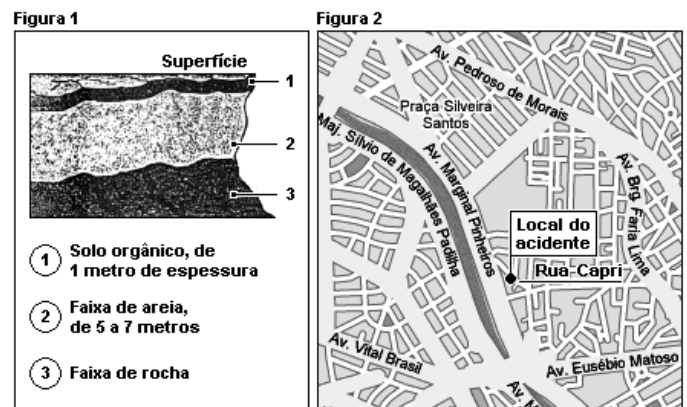 Figura 1
Superfície
1
2
3
1 Solo orgânico, de
1 metro de espessura
2 Faixa de areia,
de 5 a 7 metros
3 Faixa de rocha
Figura 2
Av. Pedroso de Morais
Praça Silveira
Santos
Maj. Sílvio de Magalhães Padilha
Av. Marginal Pinheiros
Av. Brg. Faria Lima
Local do
acidente
Rua Capri
Av. Vital Brasil
Av. Eusébio Matoso
Av. M